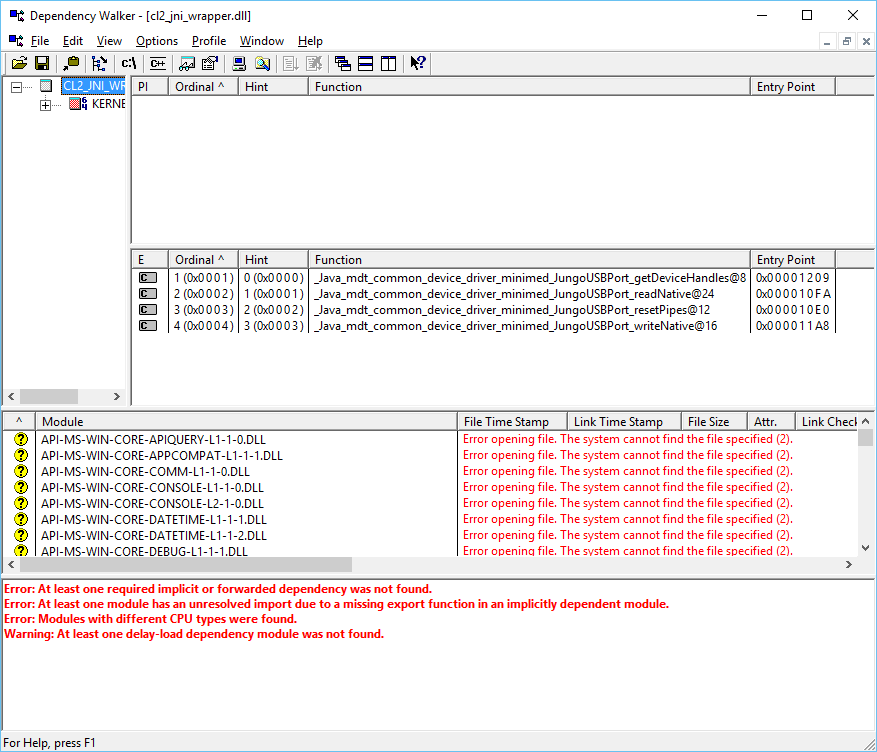 Dependency Walker - [cl2_jni_wrapper.dll]
File Edit View Options Profile Window Help
C:\ C++
CL2_JNI_WR
KERNE
PI Ordinal ^ Hint Function Entry Point
E Ordinal ^ Hint Function Entry Point
C 1 (0x0001) 0 (0x0000) _Java_mdt_common_device_driver_minimed_JungoUSBPort_getDeviceHandles@8 0x00001209
C 2 (0x0002) 1 (0x0001) _Java_mdt_common_device_driver_minimed_JungoUSBPort_readNative@24 0x000010FA
C 3 (0x0003) 2 (0x0002) _Java_mdt_common_device_driver_minimed_JungoUSBPort_resetPipes@12 0x000010E0
C 4 (0x0004) 3 (0x0003) _Java_mdt_common_device_driver_minimed_JungoUSBPort_writeNative@16 0x000011A8
^ Module File Time Stamp Link Time Stamp File Size Attr. Link Check
? API-MS-WIN-CORE-APIQUERY-L1-1-0.DLL Error opening file. The system cannot find the file specified (2).
? API-MS-WIN-CORE-APPCOMPAT-L1-1-1.DLL Error opening file. The system cannot find the file specified (2).
? API-MS-WIN-CORE-COMM-L1-1-0.DLL Error opening file. The system cannot find the file specified (2).
? API-MS-WIN-CORE-CONSOLE-L1-1-0.DLL Error opening file. The system cannot find the file specified (2).
? API-MS-WIN-CORE-CONSOLE-L2-1-0.DLL Error opening file. The system cannot find the file specified (2).
? API-MS-WIN-CORE-DATETIME-L1-1-1.DLL Error opening file. The system cannot find the file specified (2).
? API-MS-WIN-CORE-DATETIME-L1-1-2.DLL Error opening file. The system cannot find the file specified (2).
? API-MS-WIN-CORE-DEBUG-L1-1-1.DLL Error opening file. The system cannot find the file specified (2).
Error: At least one required implicit or forwarded dependency was not found.
Error: At least one module has an unresolved import due to a missing export function in an implicitly dependent module.
Error: Modules with different CPU types were found.
Warning: At least one delay-load dependency module was not found.
For Help, press F1